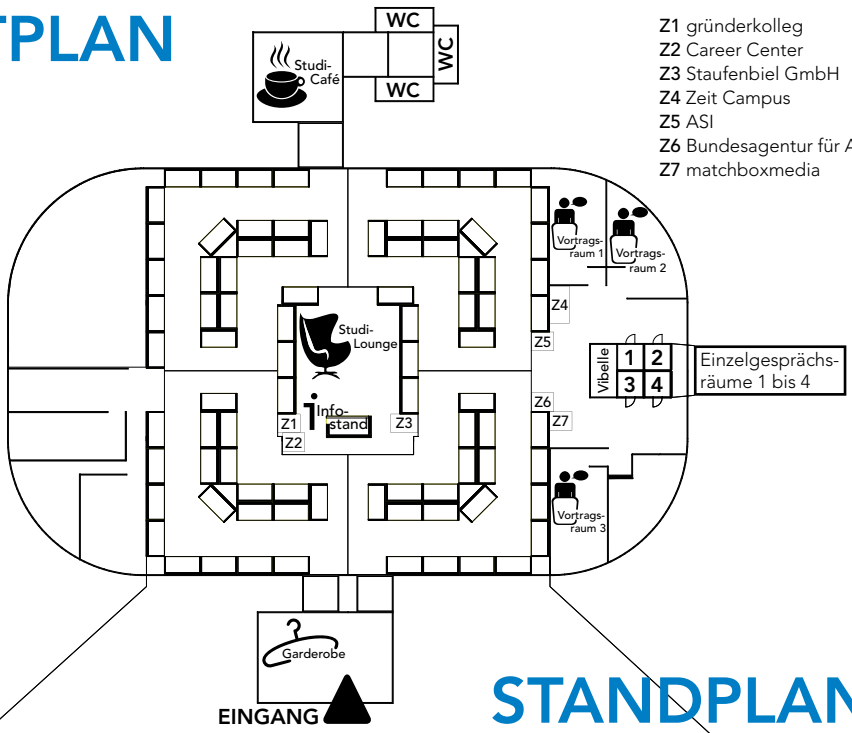 TPLAN
WC
WC
WC
Studi-
Café
Z1 gründerkolleg
Z2 Career Center
Z3 Staufenbiel GmbH
Z4 Zeit Campus
Z5 ASI
Z6 Bundesagentur für A
Z7 matchboxmedia
Vortrags-
raum 1
Vortrags-
raum 2
Z4
Z5
Studi-
Lounge
Vibelle
1 2
3 4
Einzelgesprächs-
räume 1 bis 4
Info-
stand
Z1
Z2
Z3
Z6
Z7
Vortrags-
raum 3
Garderobe
EINGANG
STANDPLAN